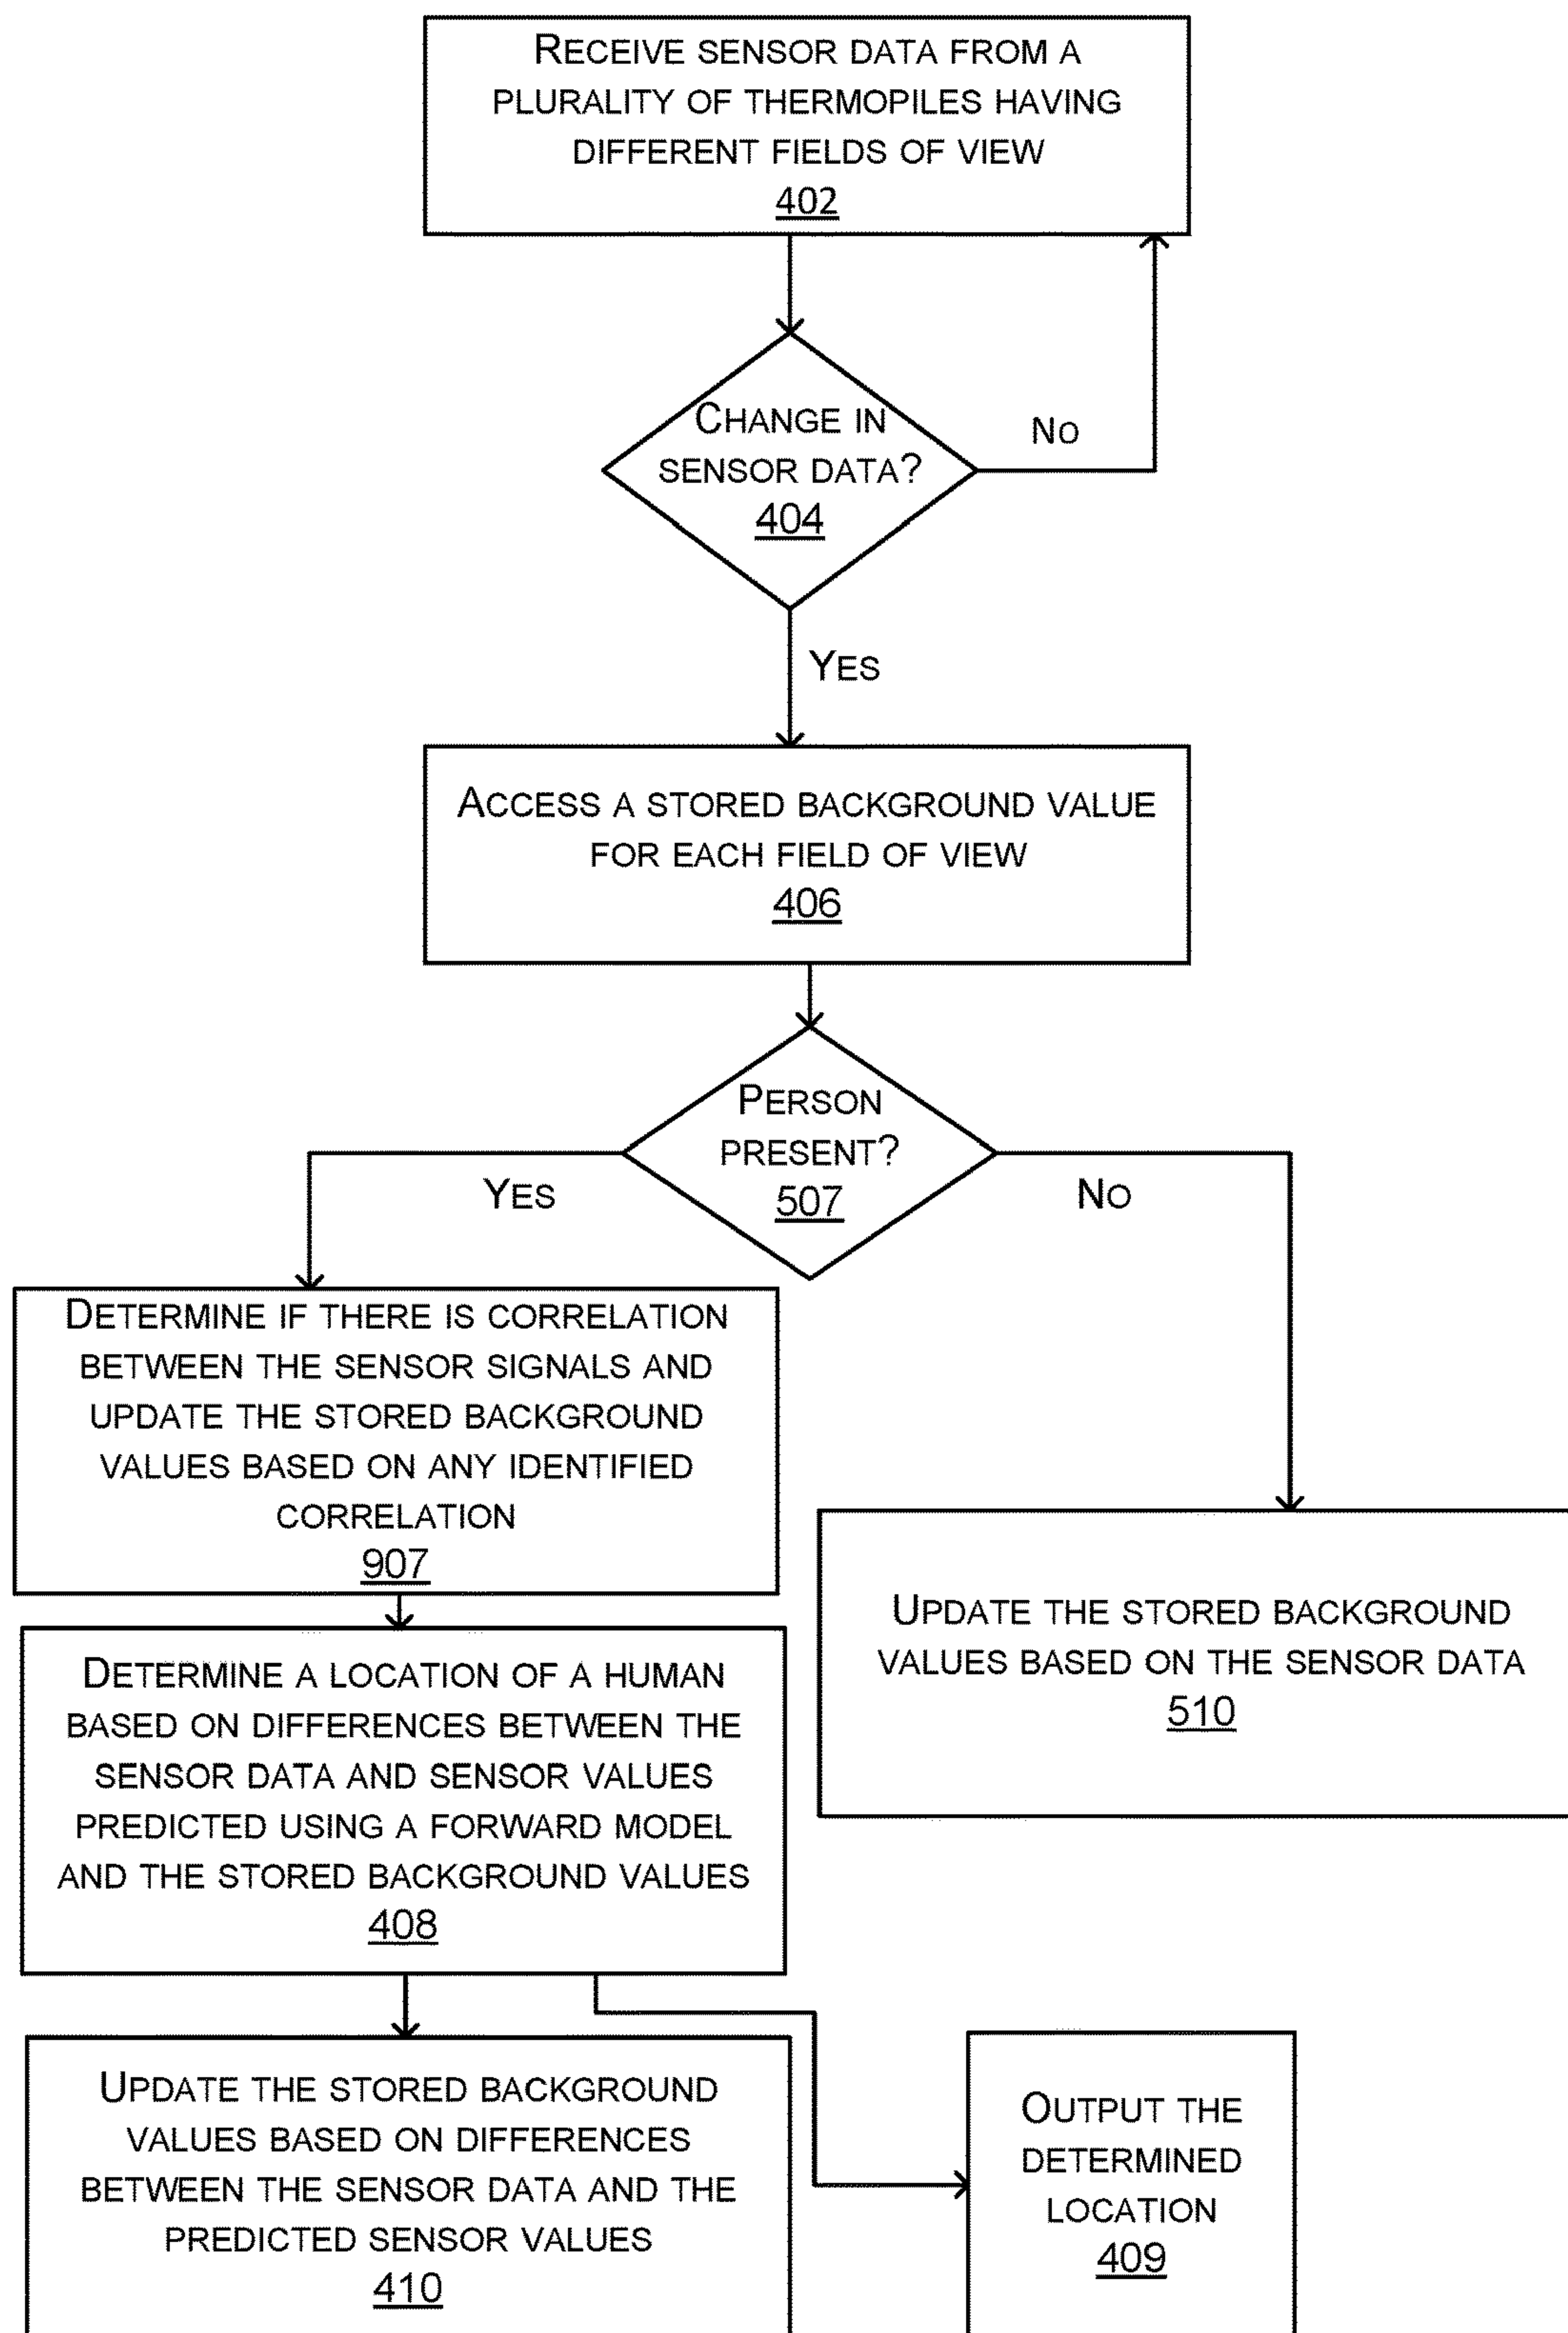 RECEIVE SENSOR DATA FROM A
PLURALITY OF THERMOPILES HAVING
DIFFERENT FIELDS OF VIEW
402
CHANGE IN
SENSOR DATA?
404
NO
YES
ACCESS A STORED BACKGROUND VALUE
FOR EACH FIELD OF VIEW
406
PERSON
PRESENT?
507
YES
NO
DETERMINE IF THERE IS CORRELATION
BETWEEN THE SENSOR SIGNALS AND
UPDATE THE STORED BACKGROUND
VALUES BASED ON ANY IDENTIFIED
CORRELATION
907
UPDATE THE STORED BACKGROUND
VALUES BASED ON THE SENSOR DATA
510
DETERMINE A LOCATION OF A HUMAN
BASED ON DIFFERENCES BETWEEN THE
SENSOR DATA AND SENSOR VALUES
PREDICTED USING A FORWARD MODEL
AND THE STORED BACKGROUND VALUES
408
UPDATE THE STORED BACKGROUND
VALUES BASED ON DIFFERENCES
BETWEEN THE SENSOR DATA AND THE
PREDICTED SENSOR VALUES
410
OUTPUT THE
DETERMINED
LOCATION
409